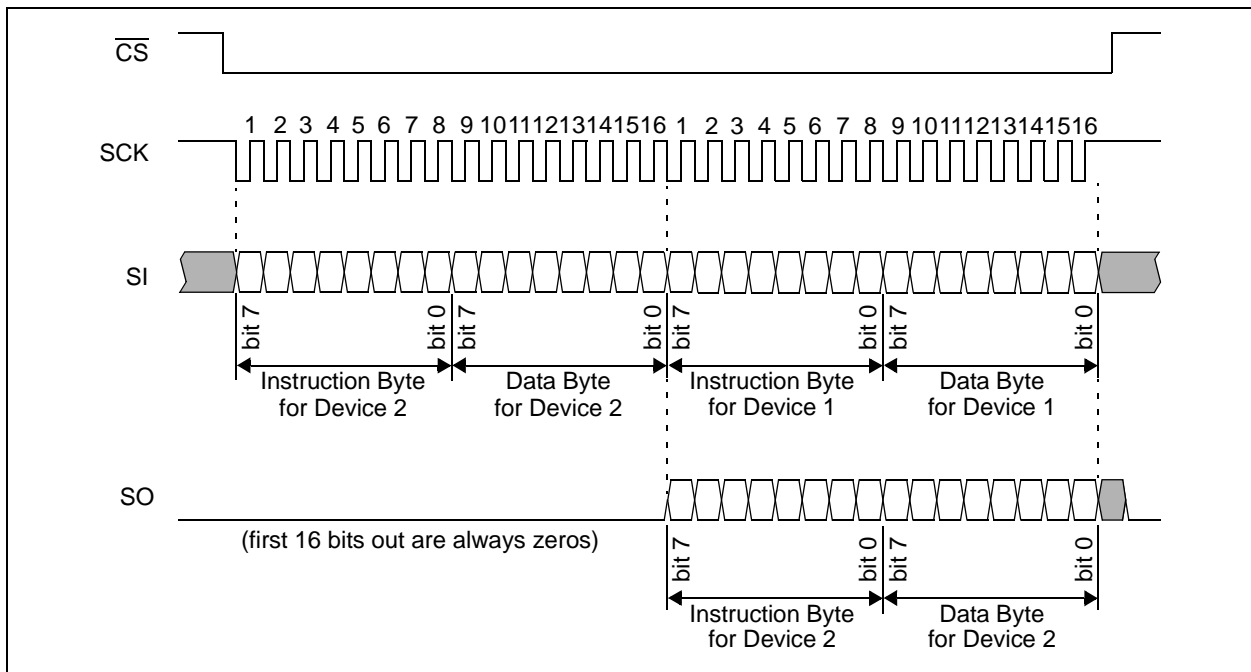 CS
1 2 3 4 5 6 7 8 9 10 11 12 13 14 15 16 1 2 3 4 5 6 7 8 9 10 11 12 13 14 15 16
SCK
SI
bit 7 bit 0 bit 7 bit 0 bit 7 bit 0 bit 7 bit 0
Instruction Byte
for Device 2
Data Byte
for Device 2
Instruction Byte
for Device 1
Data Byte
for Device 1
SO
(first 16 bits out are always zeros)
bit 7 bit 0 bit 7 bit 0
Instruction Byte
for Device 2
Data Byte
for Device 2